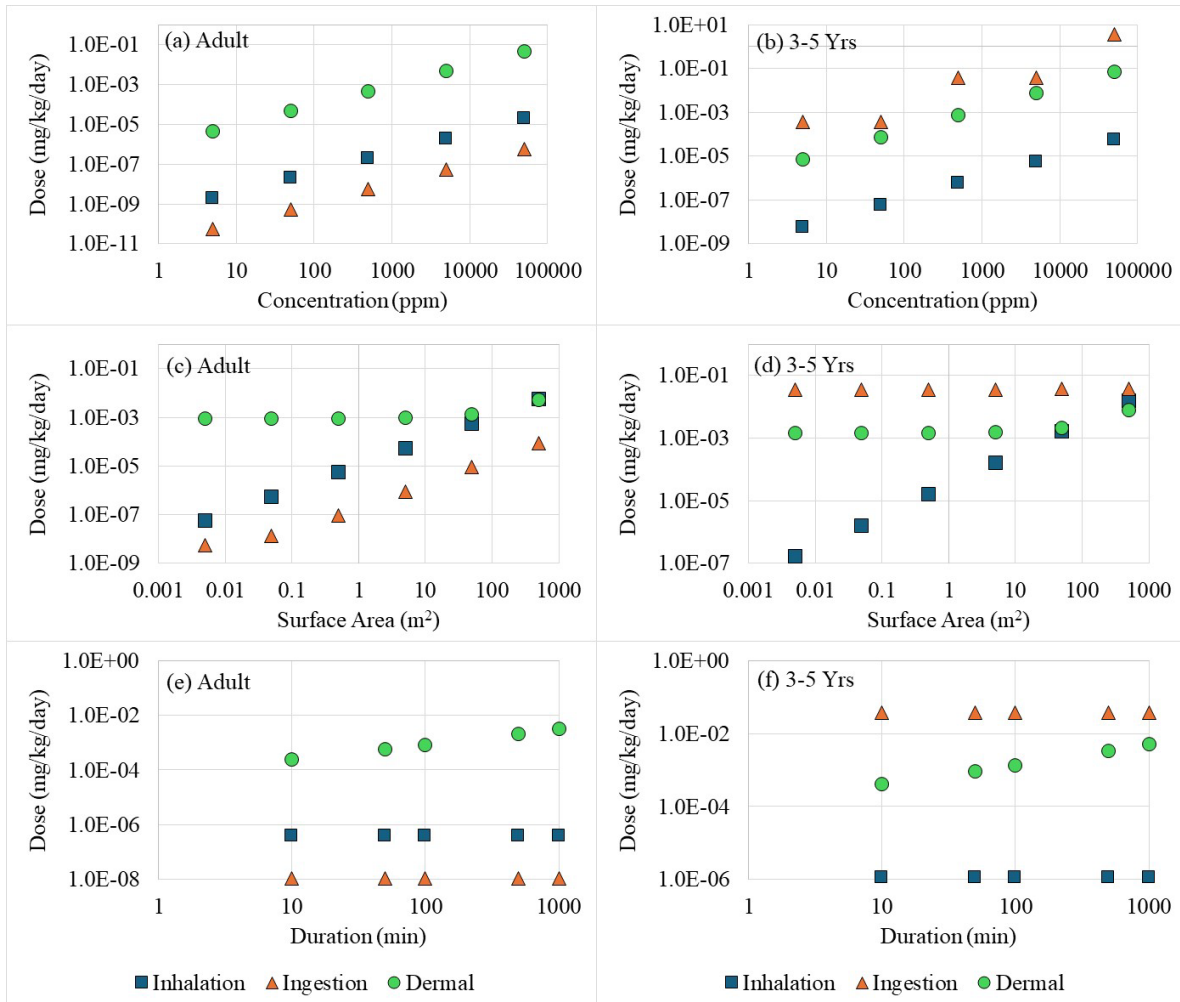 (a) Adult
1.0E-01
1.0E-03
1.0E-05
1.0E-07
1.0E-09
1.0E-11
Dose (mg/kg/day)
1 10 100 1000 10000 100000
Concentration (ppm)
(b) 3-5 Yrs
1.0E+01
1.0E-01
1.0E-03
1.0E-05
1.0E-07
1.0E-09
Dose (mg/kg/day)
1 10 100 1000 10000 100000
Concentration (ppm)
(c) Adult
1.0E-01
1.0E-03
1.0E-05
1.0E-07
1.0E-09
Dose (mg/kg/day)
0.001 0.01 0.1 1 10 100 1000
Surface Area (m²)
(d) 3-5 Yrs
1.0E-01
1.0E-03
1.0E-05
1.0E-07
Dose (mg/kg/day)
0.001 0.01 0.1 1 10 100 1000
Surface Area (m²)
(e) Adult
1.0E+00
1.0E-02
1.0E-04
1.0E-06
1.0E-08
Dose (mg/kg/day)
1 10 100 1000
Duration (min)
(f) 3-5 Yrs
1.0E+00
1.0E-02
1.0E-04
1.0E-06
Dose (mg/kg/day)
1 10 100 1000
Duration (min)
Inhalation Ingestion Dermal
Inhalation Ingestion Dermal